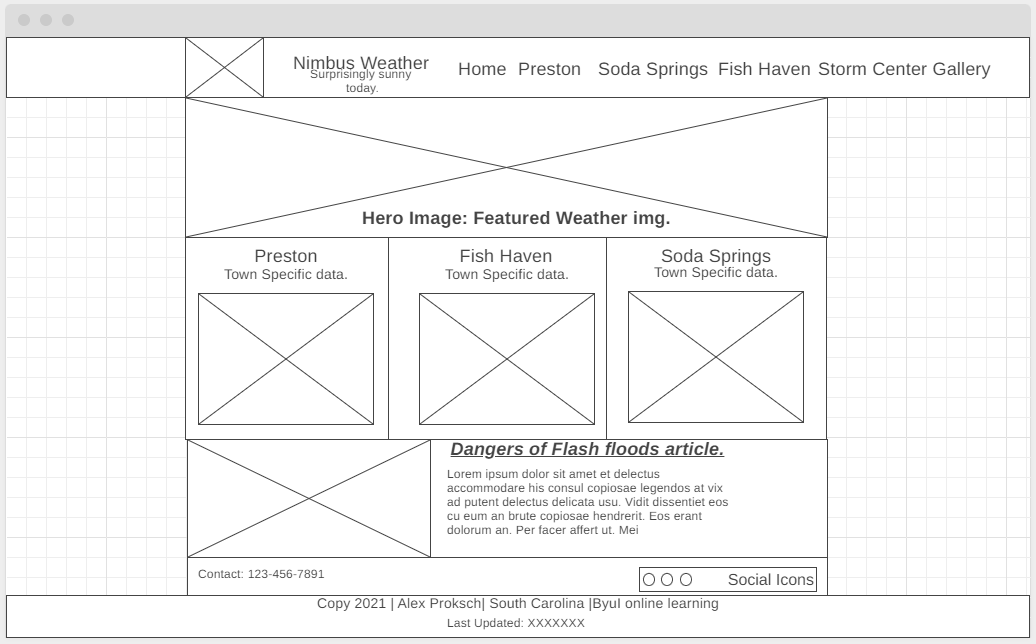 Nimbus Weather
Surprisingly sunny
today.
Home Preston Soda Springs Fish Haven Storm Center Gallery
Hero Image: Featured Weather img.
Preston
Town Specific data.
Fish Haven
Town Specific data.
Soda Springs
Town Specific data.
Dangers of Flash floods article.
Lorem ipsum dolor sit amet et delectus
accommodare his consul copiosae legendos at vix
ad putent delectus delicata usu. Vidit dissentiet eos
cu eum an brute copiosae hendrerit. Eos erant
dolorum an. Per facer affert ut. Mei
Contact: 123-456-7891
Social Icons
Copy 2021 | Alex Proksch| South Carolina |ByuI online learning
Last Updated: XXXXXXX